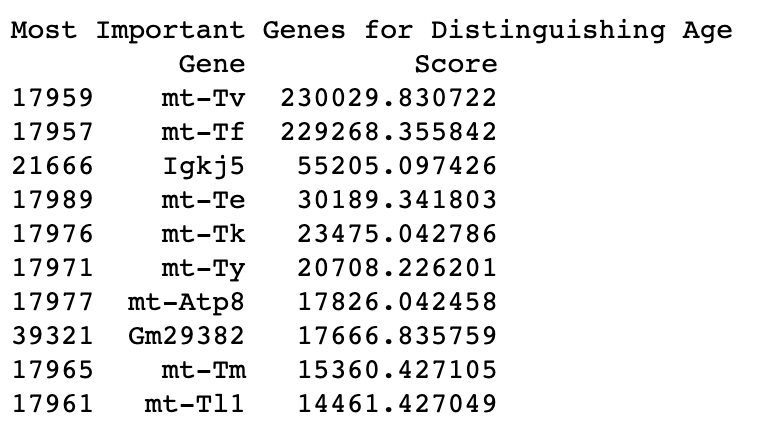 Most Important Genes for Distinguishing Age
Gene Score
17959 mt-Tv 230029.830722
17957 mt-Tf 229268.355842
21666 Igkj5 55205.097426
17989 mt-Te 30189.341803
17976 mt-Tk 23475.042786
17971 mt-Ty 20708.226201
17977 mt-Atp8 17826.042458
39321 Gm29382 17666.835759
17965 mt-Tm 15360.427105
17961 mt-Tl1 14461.427049